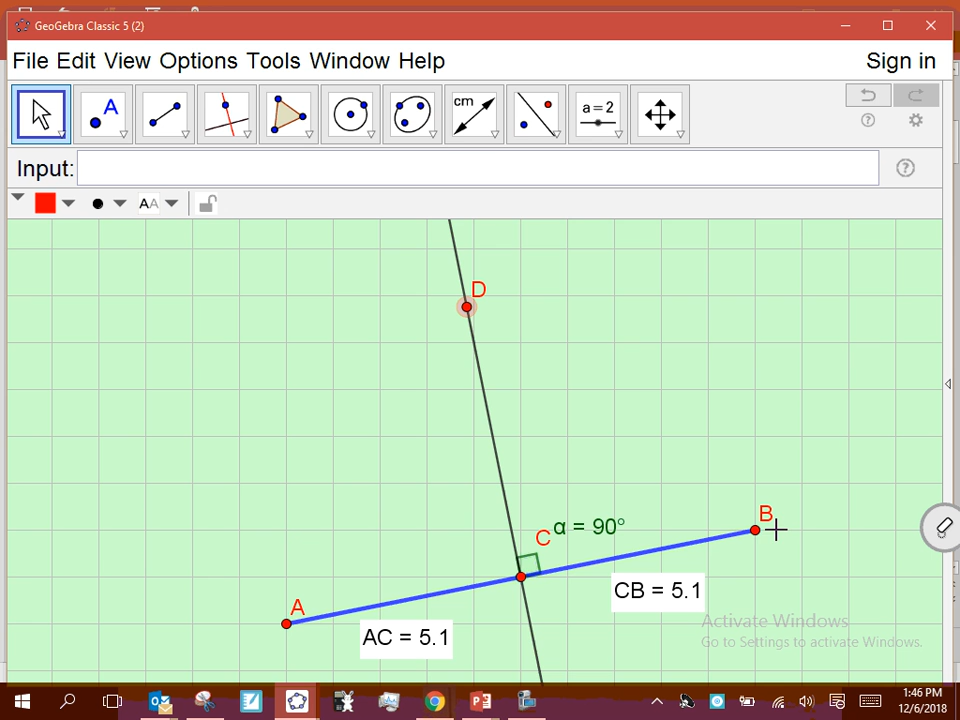 GeoGebra Classic 5 (2)
File Edit View Options Tools Window Help
Sign in
A
cm
a = 2
Input:
AA
D
C
α = 90°
B
CB = 5.1
A
AC = 5.1
Activate Windows
Go to Settings to activate Windows.
1:46 PM
12/6/2018